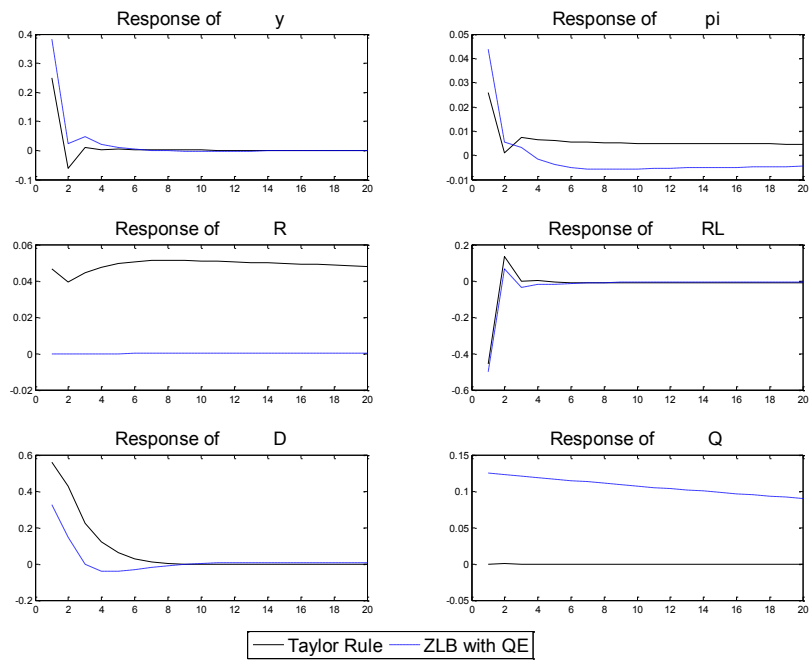 Response of y
0.4
0.3
0.2
0.1
0
-0.1
0 2 4 6 8 10 12 14 16 18 20
Response of pi
0.05
0.04
0.03
0.02
0.01
0
-0.01
0 2 4 6 8 10 12 14 16 18 20
Response of R
0.06
0.04
0.02
0
-0.02
0 2 4 6 8 10 12 14 16 18 20
Response of RL
0.2
0
-0.2
-0.4
-0.6
0 2 4 6 8 10 12 14 16 18 20
Response of D
0.6
0.4
0.2
0
-0.2
0 2 4 6 8 10 12 14 16 18 20
Response of Q
0.15
0.1
0.05
0
-0.05
0 2 4 6 8 10 12 14 16 18 20
Taylor Rule ZLB with QE